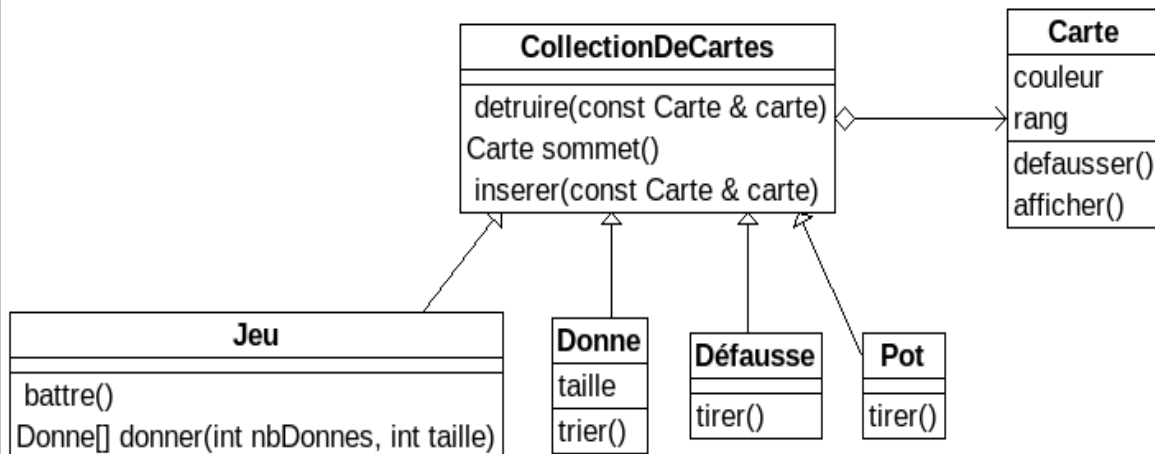 CollectionDeCartes
detruire(const Carte & carte)
Carte sommet()
inserer(const Carte & carte)
Carte
couleur
rang
defausser()
afficher()
Jeu
battre()
Donne[] donner(int nbDonnes, int taille)
Donne
taille
trier()
Défausse
tirer()
Pot
tirer()